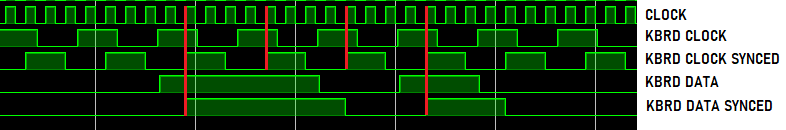 CLOCK
KBRD CLOCK
KBRD CLOCK SYNCED
KBRD DATA
KBRD DATA SYNCED